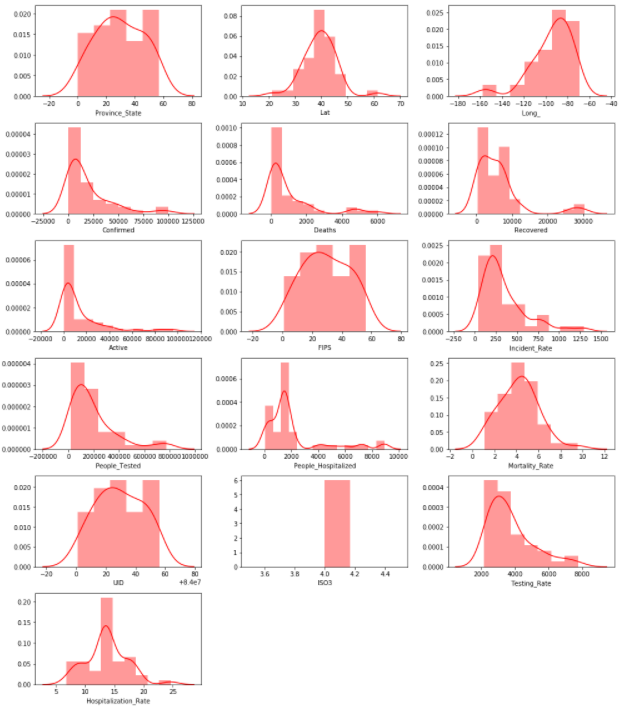 0.020 0.08 0.025
0.015 0.06 0.020
0.010 0.04 0.015
0.005 0.02 0.010
0.000 0.00 0.005
0.000
−20 0 20 40 60 80 10 20 30 40 50 60 70 −180 −160 −140 −120 −100 −80 −60 −40
Province_State Lat Long_
0.00004 0.0010 0.00012
0.00003 0.0008 0.00010
0.00002 0.0006 0.00008
0.00001 0.0004 0.00006
0.00000 0.0002 0.00004
0.0000 0.00002
0.00000
−25000 0 25000 50000 75000 100000 125000 0 2000 4000 6000 0 10000 20000 30000
Confirmed Deaths Recovered
0.00006 0.020 0.0025
0.00004 0.015 0.0020
0.00002 0.010 0.0015
0.00000 0.005 0.0010
0.000 0.0005
0.0000
−20000 0 20000 40000 60000 80000 100000 120000 −20 0 20 40 60 80 −250 0 250 500 750 1000 1250 1500
Active FIPS Incident_Rate
0.000004 0.0006 0.25
0.000003 0.0004 0.20
0.000002 0.0002 0.15
0.000001 0.0000 0.10
0.000000 0.05
0.00
−200000 0 200000 400000 600000 800000 1000000 0 2000 4000 6000 8000 10000 −2 0 2 4 6 8 10 12
People_Tested People_Hospitalized Mortality_Rate
0.020 6 0.0004
0.015 5 0.0003
0.010 4 0.0002
0.005 3 0.0001
0.000 2 0.0000
1
0
−20 0 20 40 60 80 3.6 3.8 4.0 4.2 4.4 2000 4000 6000 8000
UID +8.4e7 ISO3 Testing_Rate
0.20
0.15
0.10
0.05
0.00
5 10 15 20 25
Hospitalization_Rate